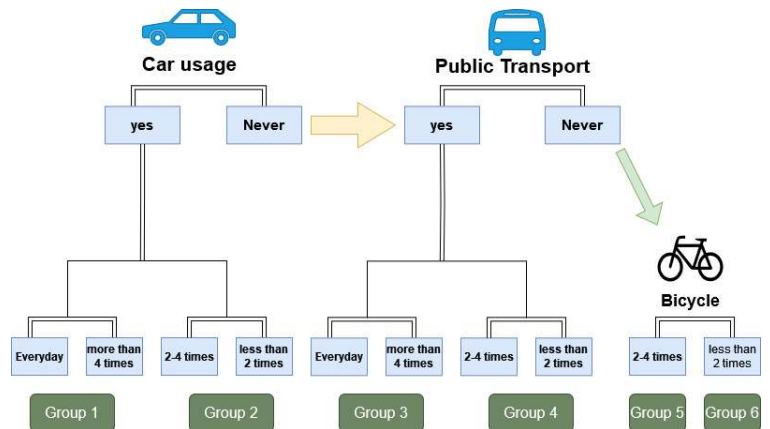 Car usage
Public Transport
yes
Never
yes
Never
Bicycle
Everyday
more than
4 times
2-4 times
less than
2 times
Everyday
more than
4 times
2-4 times
less than
2 times
2-4 times
less than
2 times
Group 1
Group 2
Group 3
Group 4
Group 5
Group 6